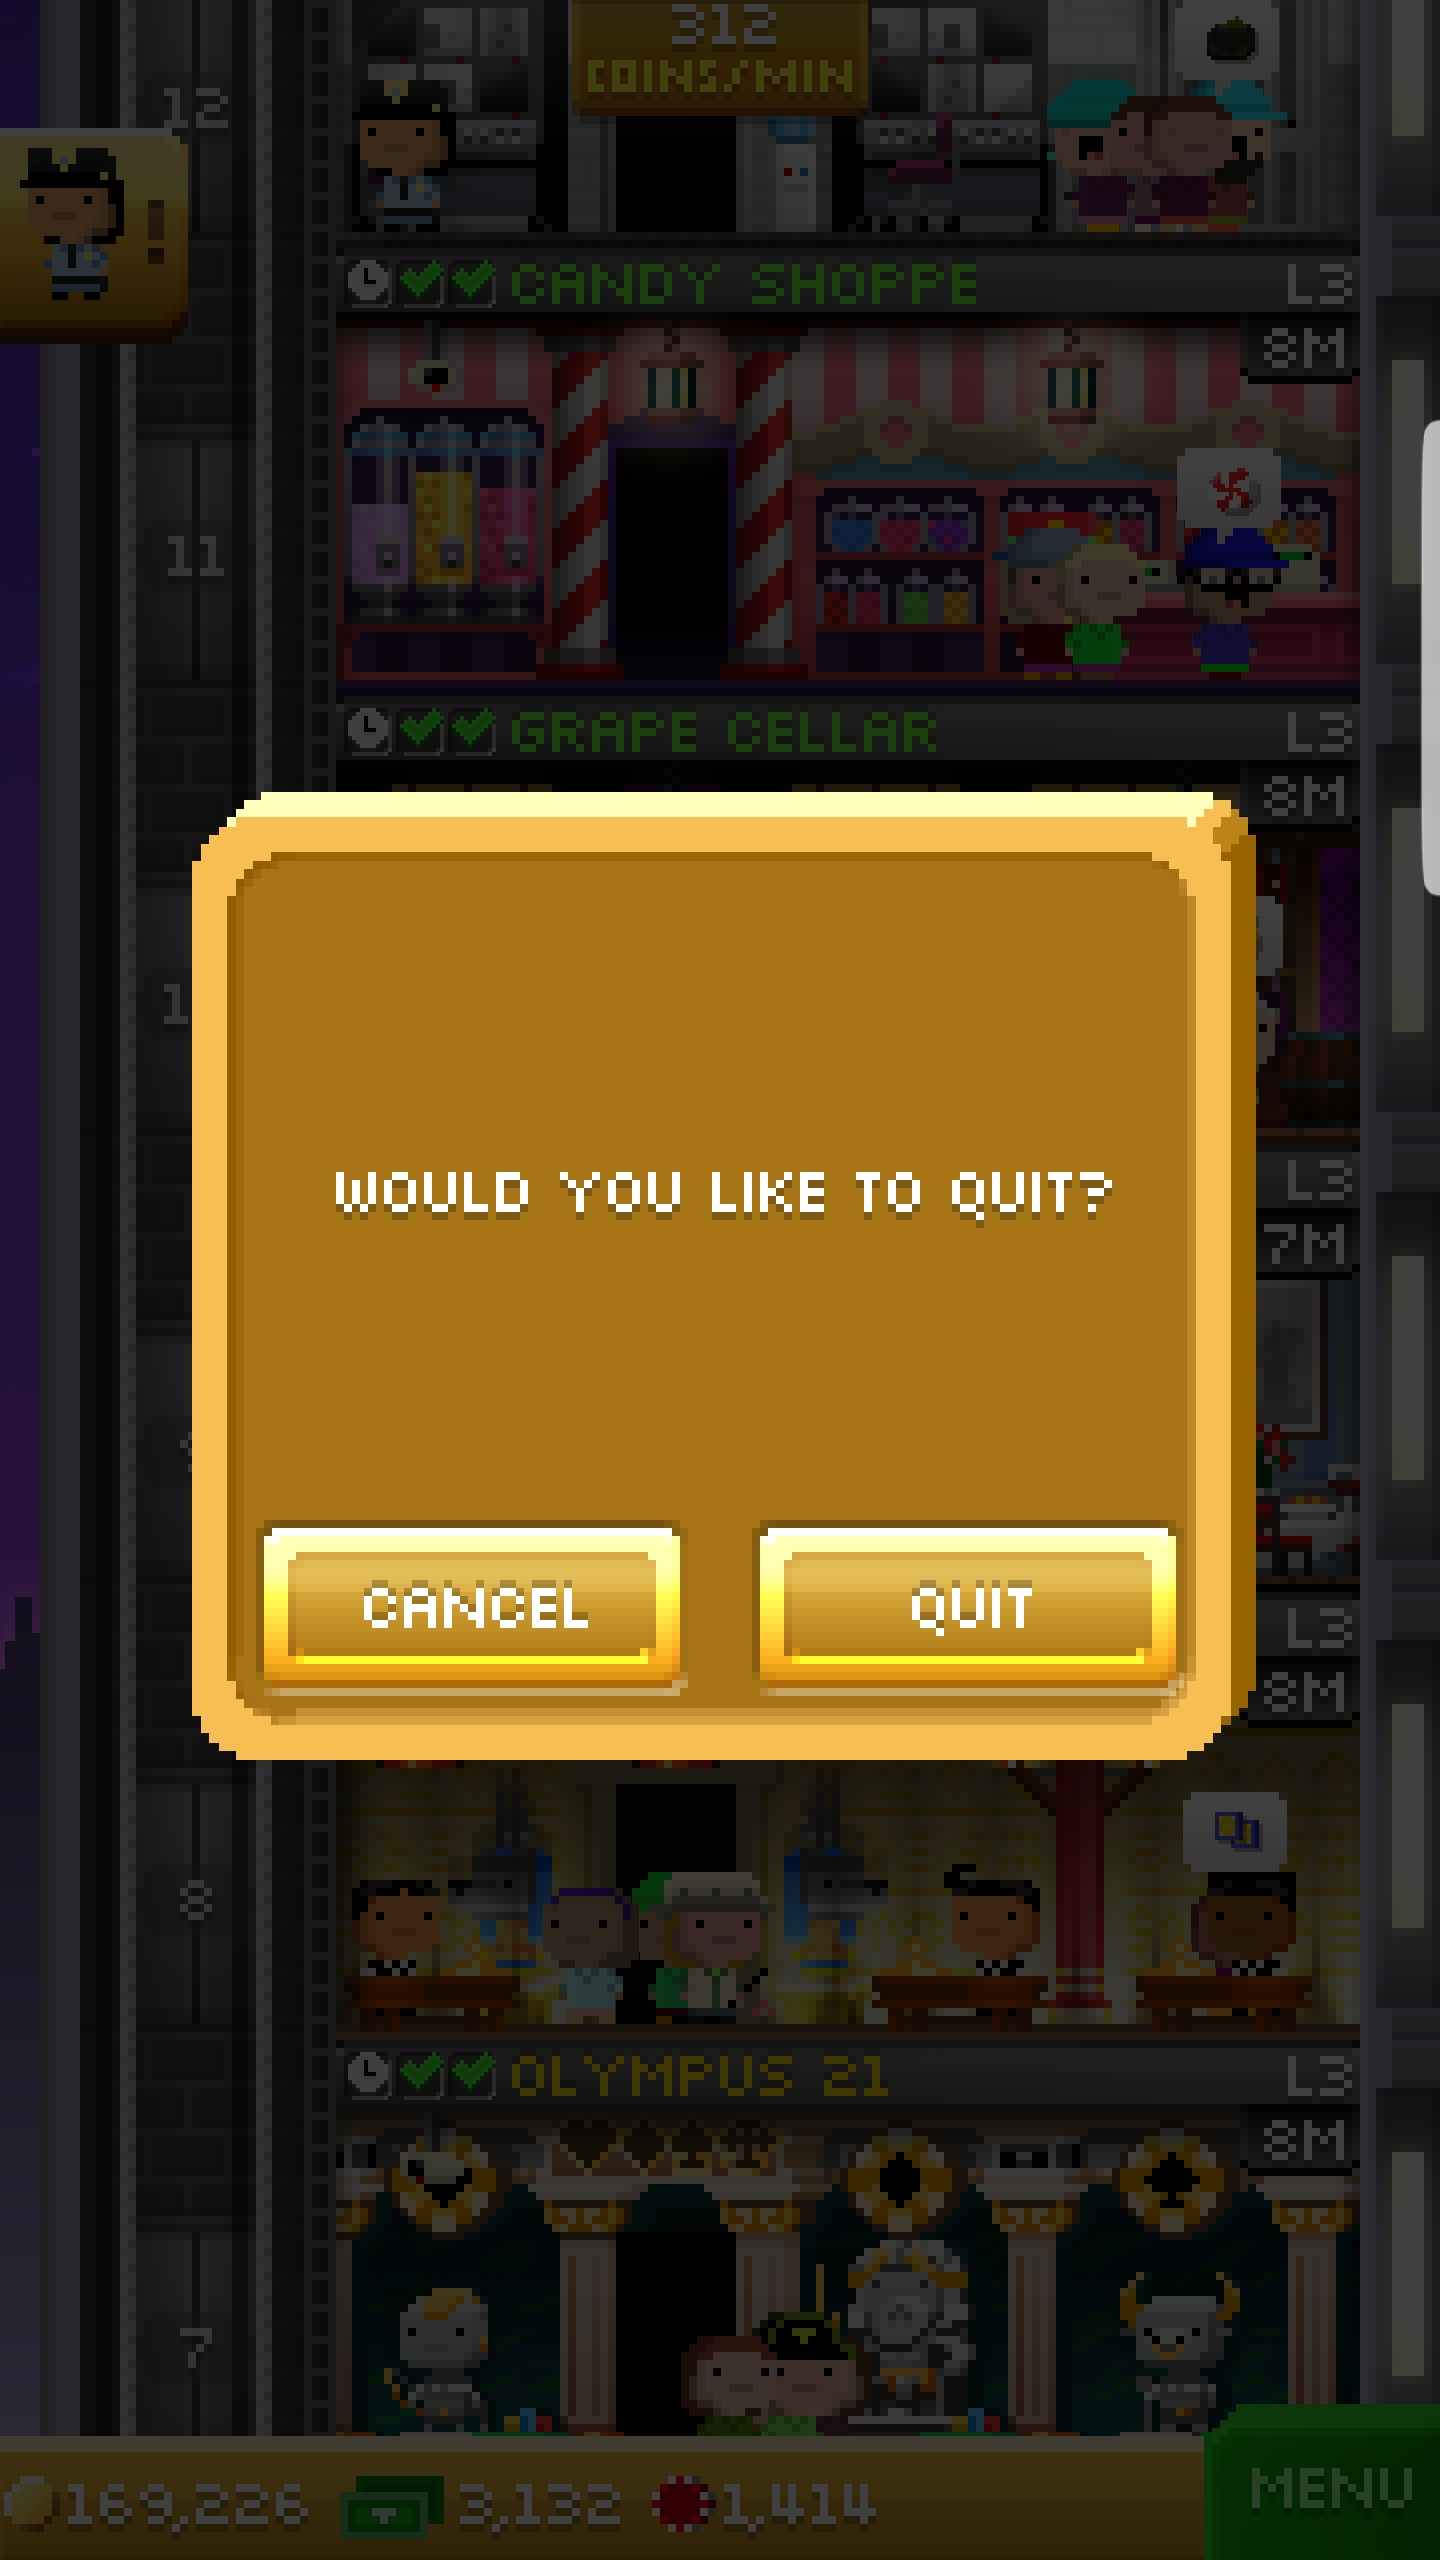 312
COINS/MIN
12
CANDY SHOPPE L3
8M
11
GRAPE CELLAR L3
8M
L3
7M
WOULD YOU LIKE TO QUIT?
CANCEL QUIT
L3
8M
8
OLYMPUS 21 L3
8M
7
169,226 3,132 1,414 MENU